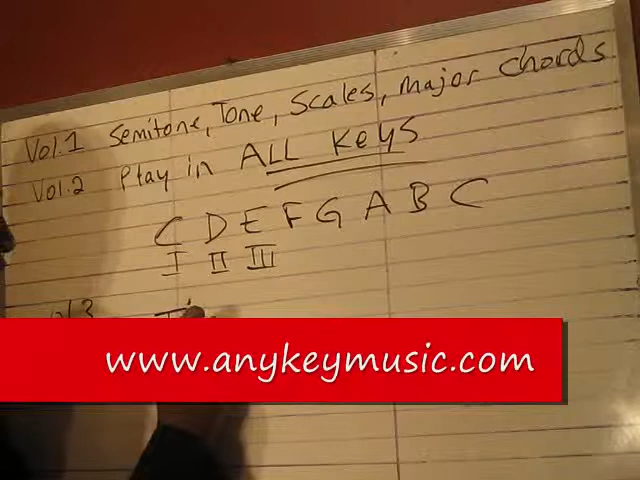 Vol.1 Semitone, Tone, Scales, major chords
Vol.2 Play in ALL Keys
C D E F G A B C
I II III
www.anykeymusic.com